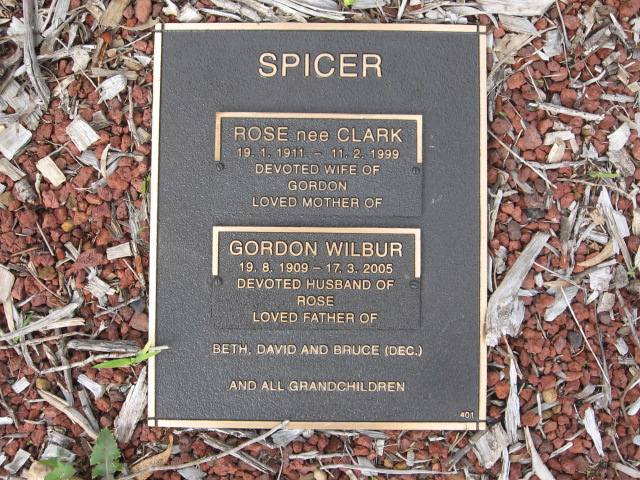 SPICER
ROSE nee CLARK
19. 1. 1911 – 11. 2. 1999
DEVOTED WIFE OF
GORDON
LOVED MOTHER OF
GORDON WILBUR
19. 8. 1909 – 17. 3. 2005
DEVOTED HUSBAND OF
ROSE
LOVED FATHER OF
BETH, DAVID AND BRUCE (DEC.)
AND ALL GRANDCHILDREN
401